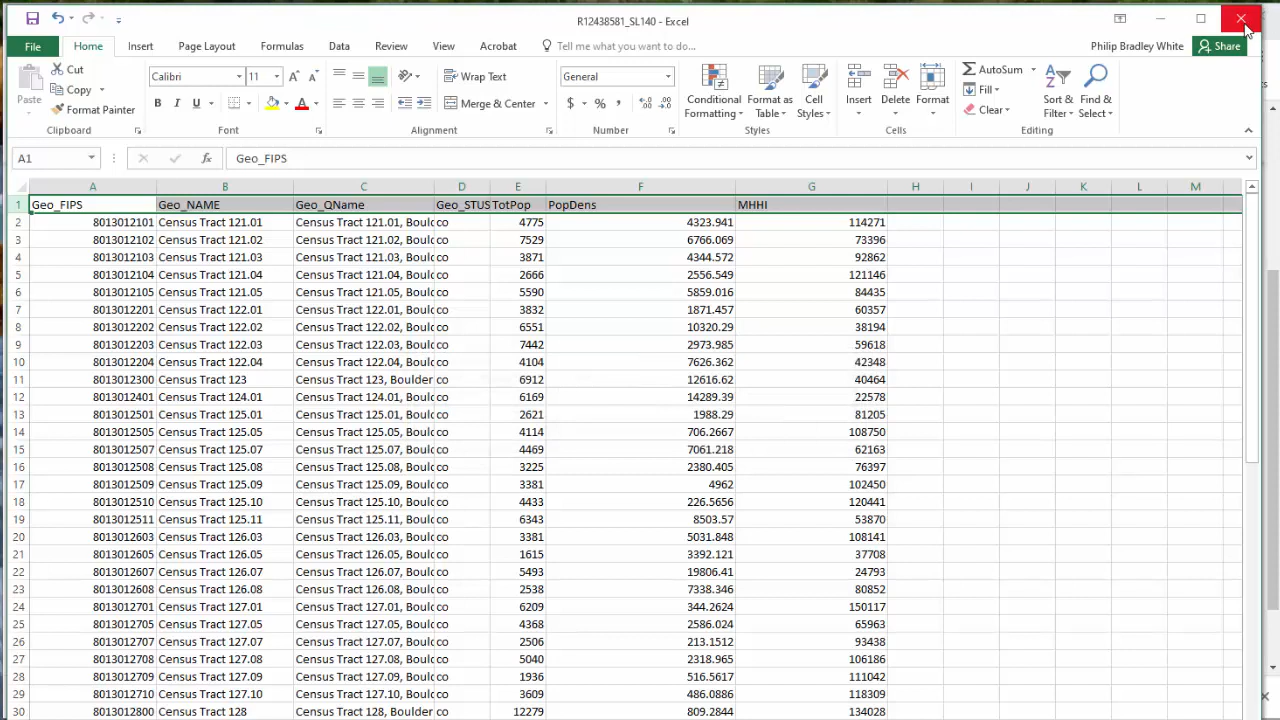 R12438581_SL140 - Excel
File Home Insert Page Layout Formulas Data Review View Acrobat Tell me what you want to do... Philip Bradley White Share
Paste Cut Copy Format Painter Clipboard
Calibri 11 B I U A Font
Wrap Text Merge & Center Alignment
General $ % , Number
Conditional Formatting Format as Table Cell Styles Styles
Insert Delete Format Cells
AutoSum Fill Clear Sort & Filter Find & Select Editing
A1 fx Geo_FIPS
A B C D E F G H I J K L M
1 Geo_FIPS Geo_NAME Geo_QName Geo_STUS TotPop PopDens MHHI
2 8013012101 Census Tract 121.01 Census Tract 121.01, Boulc co 4775 4323.941 114271
3 8013012102 Census Tract 121.02 Census Tract 121.02, Boulc co 7529 6766.069 73396
4 8013012103 Census Tract 121.03 Census Tract 121.03, Boulc co 3871 4344.572 92862
5 8013012104 Census Tract 121.04 Census Tract 121.04, Boulc co 2666 2556.549 121146
6 8013012105 Census Tract 121.05 Census Tract 121.05, Boulc co 5590 5859.016 84435
7 8013012201 Census Tract 122.01 Census Tract 122.01, Boulc co 3832 1871.457 60357
8 8013012202 Census Tract 122.02 Census Tract 122.02, Boulc co 6551 10320.29 38194
9 8013012203 Census Tract 122.03 Census Tract 122.03, Boulc co 7442 2973.985 59618
10 8013012204 Census Tract 122.04 Census Tract 122.04, Boulc co 4104 7626.362 42348
11 8013012300 Census Tract 123 Census Tract 123, Boulder co 6912 12616.62 40464
12 8013012401 Census Tract 124.01 Census Tract 124.01, Boulc co 6169 14289.39 22578
13 8013012501 Census Tract 125.01 Census Tract 125.01, Boulc co 2621 1988.29 81205
14 8013012505 Census Tract 125.05 Census Tract 125.05, Boulc co 4114 706.2667 108750
15 8013012507 Census Tract 125.07 Census Tract 125.07, Boulc co 4469 7061.218 62163
16 8013012508 Census Tract 125.08 Census Tract 125.08, Boulc co 3225 2380.405 76397
17 8013012509 Census Tract 125.09 Census Tract 125.09, Boulc co 3381 4962 102450
18 8013012510 Census Tract 125.10 Census Tract 125.10, Boulc co 4433 226.5656 120441
19 8013012511 Census Tract 125.11 Census Tract 125.11, Boulc co 6343 8503.57 53870
20 8013012603 Census Tract 126.03 Census Tract 126.03, Boulc co 3381 5031.848 108141
21 8013012605 Census Tract 126.05 Census Tract 126.05, Boulc co 1615 3392.121 37708
22 8013012607 Census Tract 126.07 Census Tract 126.07, Boulc co 5493 19806.41 24793
23 8013012608 Census Tract 126.08 Census Tract 126.08, Boulc co 2538 7338.346 80852
24 8013012701 Census Tract 127.01 Census Tract 127.01, Boulc co 6209 344.2624 150117
25 8013012705 Census Tract 127.05 Census Tract 127.05, Boulc co 4368 2586.024 65963
26 8013012707 Census Tract 127.07 Census Tract 127.07, Boulc co 2506 213.1512 93438
27 8013012708 Census Tract 127.08 Census Tract 127.08, Boulc co 5040 2318.965 106186
28 8013012709 Census Tract 127.09 Census Tract 127.09, Boulc co 1936 516.5617 111042
29 8013012710 Census Tract 127.10 Census Tract 127.10, Boulc co 3609 486.0886 118309
30 8013012800 Census Tract 128 Census Tract 128, Boulder co 12279 809.2844 134028